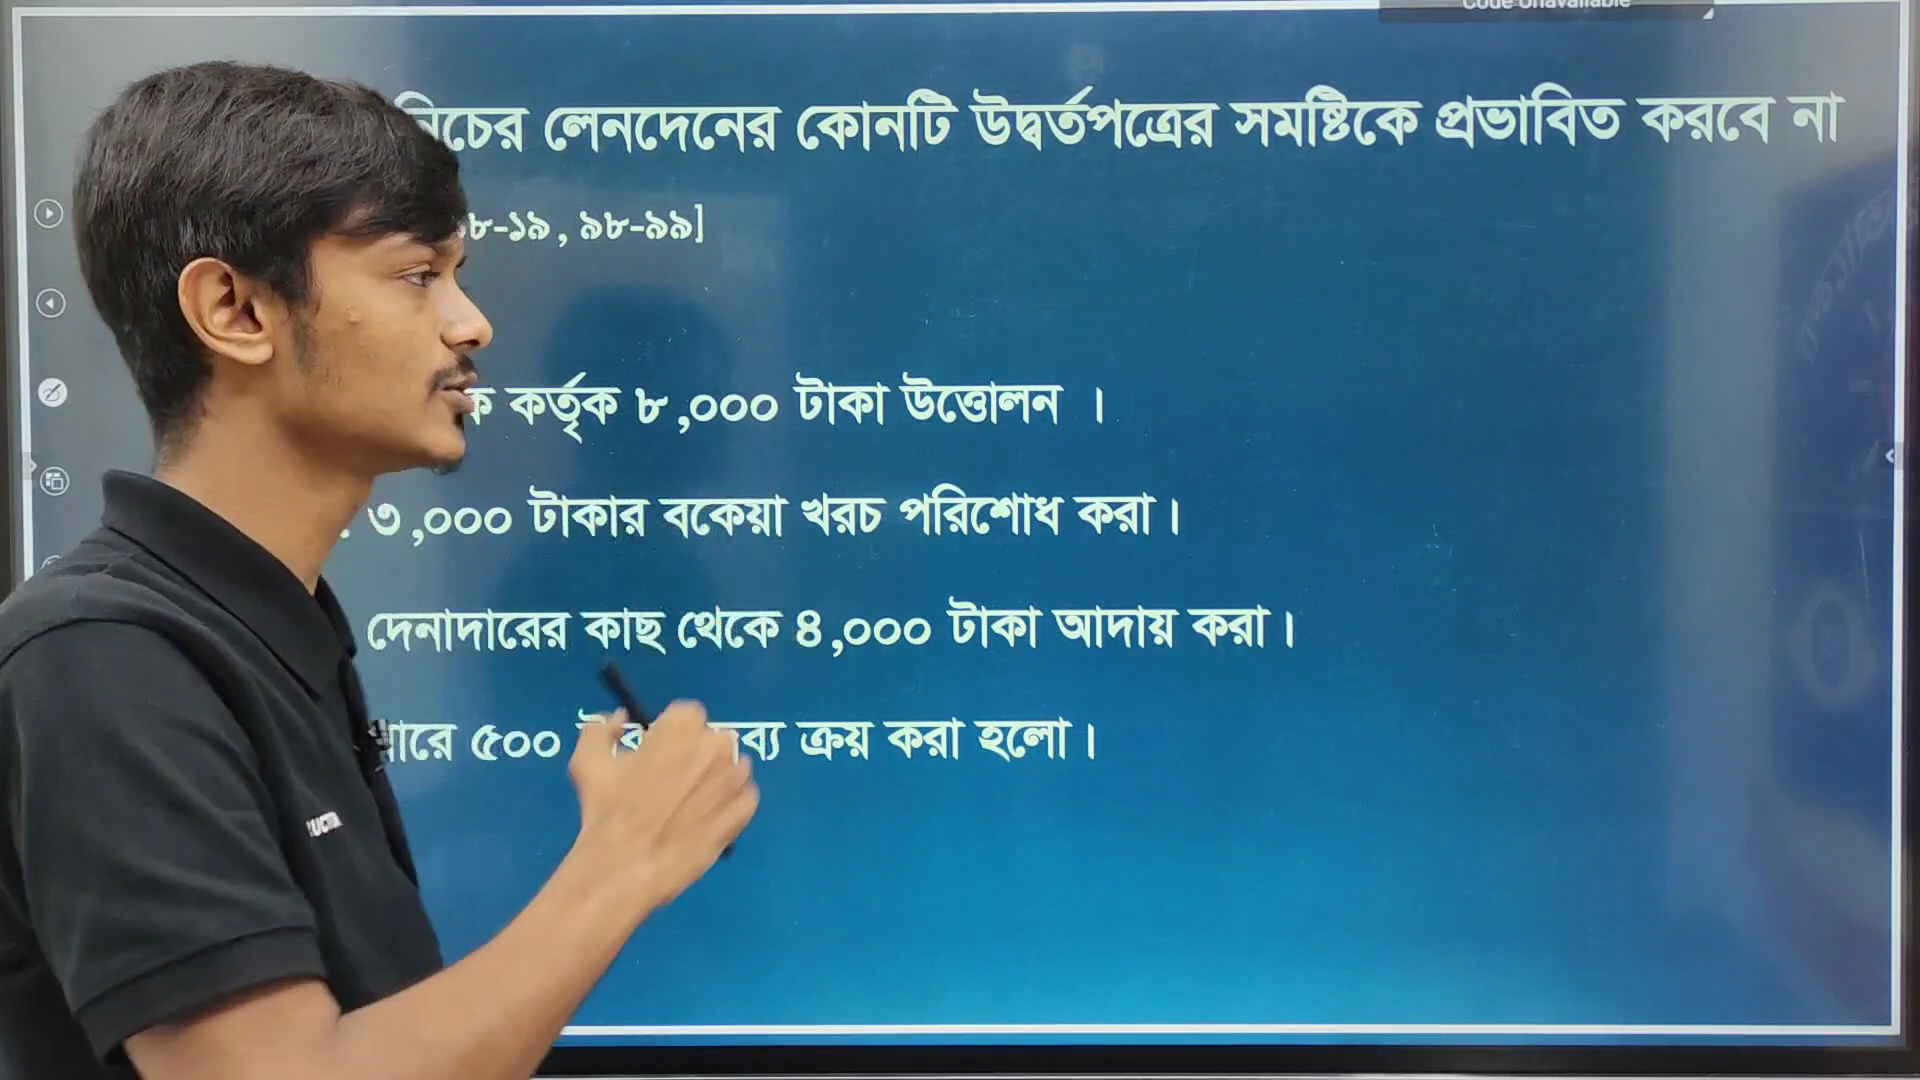 Code Unavailable
নিচের লেনদেনের কোনটি উদ্বর্তপত্রের সমষ্টিকে প্রভাবিত করবে না
৮-১৯, ৯৮-৯৯]
কর্তৃক ৮,০০০ টাকা উত্তোলন ।
৩,০০০ টাকার বকেয়া খরচ পরিশোধ করা।
দেনাদারের কাছ থেকে ৪,০০০ টাকা আদায় করা।
৫০০ ক্রয় করা হলো।